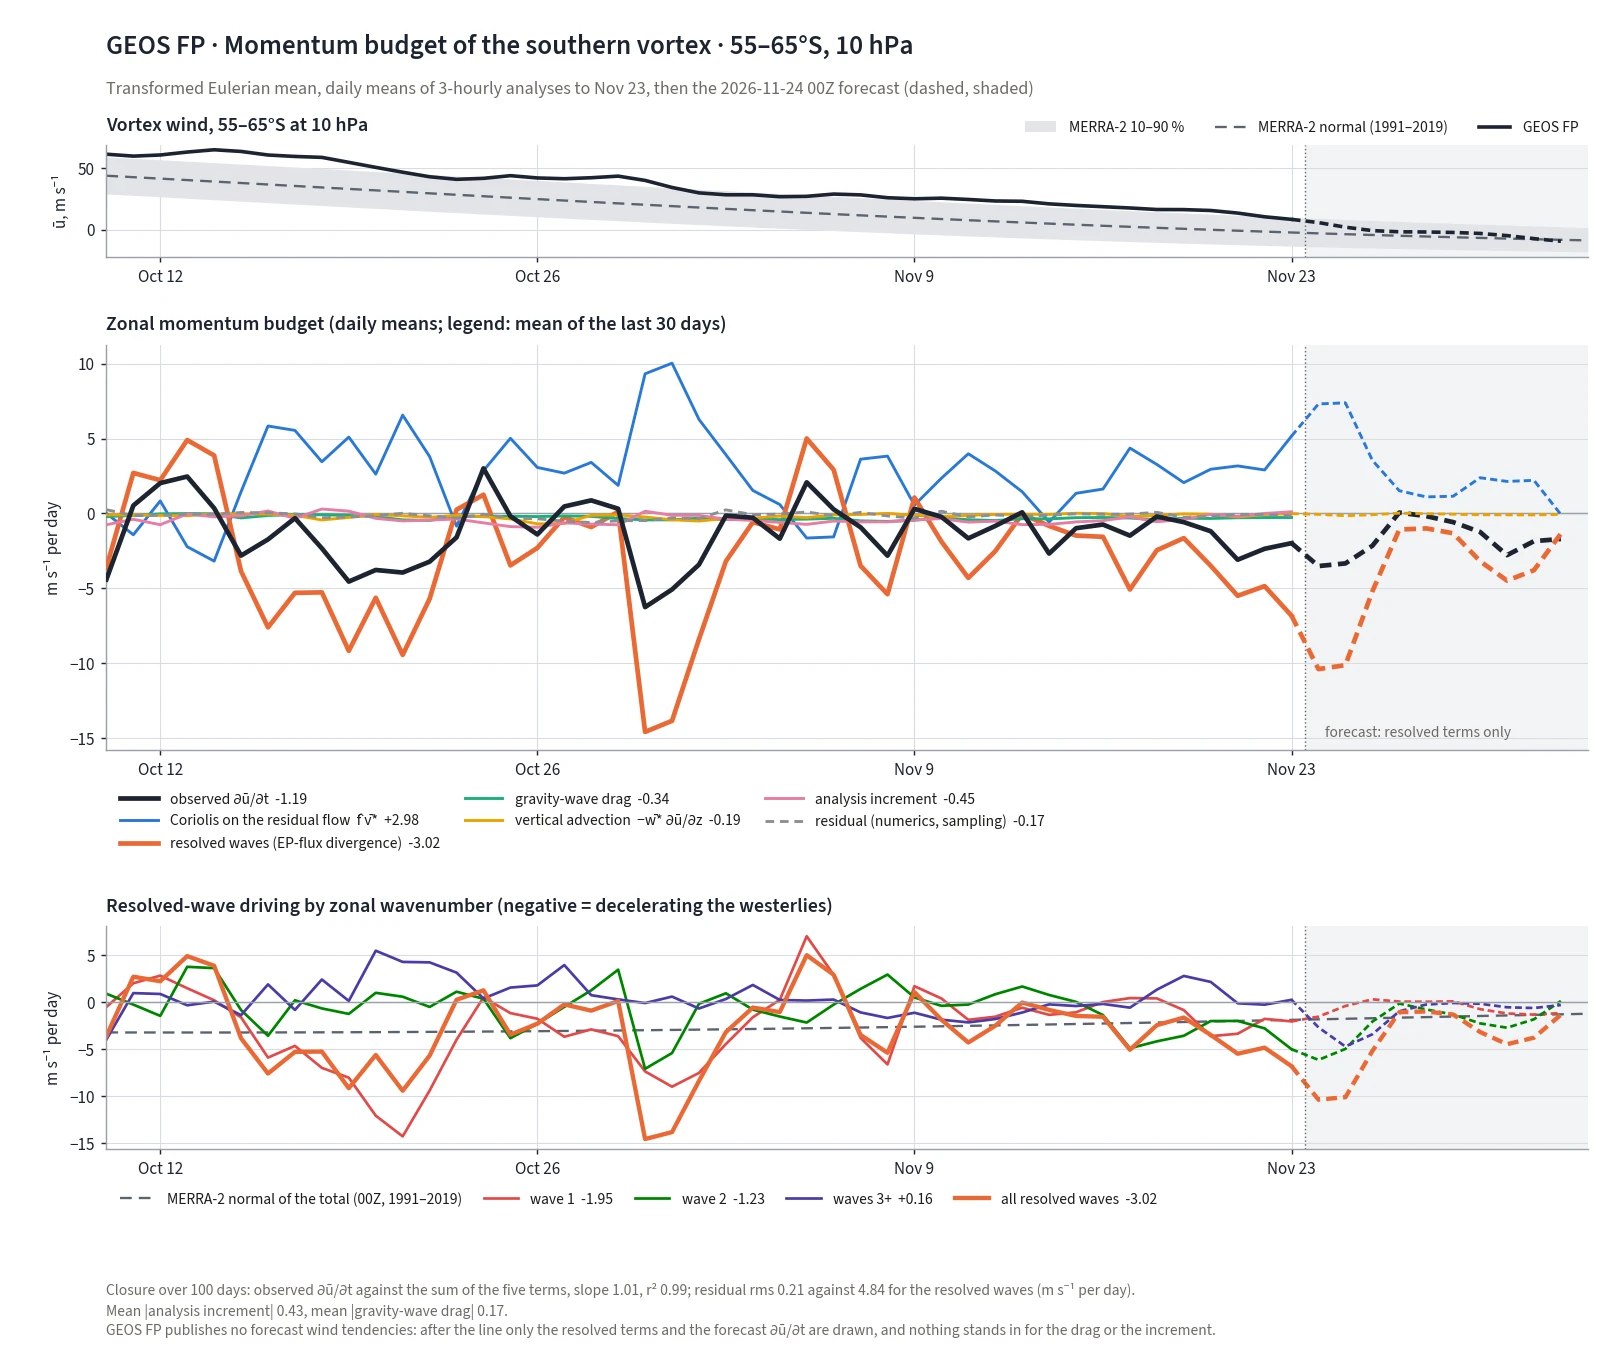 GEOS FP · Momentum budget of the southern vortex · 55–65°S, 10 hPa
Transformed Eulerian mean, daily means of 3-hourly analyses to Nov 23, then the 2026-11-24 00Z forecast (dashed, shaded)
Vortex wind, 55–65°S at 10 hPa
MERRA-2 10–90 %
MERRA-2 normal (1991–2019)
GEOS FP
50
0
ū, m s⁻¹
Oct 12
Oct 26
Nov 9
Nov 23
Zonal momentum budget (daily means; legend: mean of the last 30 days)
10
5
0
−5
−10
−15
m s⁻¹ per day
forecast: resolved terms only
Oct 12
Oct 26
Nov 9
Nov 23
observed ∂ū/∂t -1.19
Coriolis on the residual flow f v̄* +2.98
resolved waves (EP-flux divergence) -3.02
gravity-wave drag -0.34
vertical advection −w̄* ∂ū/∂z -0.19
analysis increment -0.45
residual (numerics, sampling) -0.17
Resolved-wave driving by zonal wavenumber (negative = decelerating the westerlies)
5
0
−5
−10
−15
m s⁻¹ per day
Oct 12
Oct 26
Nov 9
Nov 23
MERRA-2 normal of the total (00Z, 1991–2019)
wave 1 -1.95
wave 2 -1.23
waves 3+ +0.16
all resolved waves -3.02
Closure over 100 days: observed ∂ū/∂t against the sum of the five terms, slope 1.01, r² 0.99; residual rms 0.21 against 4.84 for the resolved waves (m s⁻¹ per day).
Mean |analysis increment| 0.43, mean |gravity-wave drag| 0.17.
GEOS FP publishes no forecast wind tendencies: after the line only the resolved terms and the forecast ∂ū/∂t are drawn, and nothing stands in for the drag or the increment.